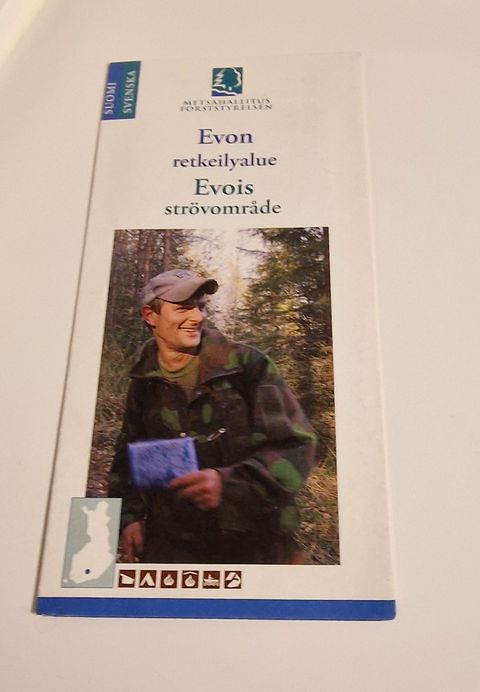 SUOMI
SVENSKA
METSÄHALLITUS
FORSTSTYRELSEN
Evon
retkeilyalue
Evois
strövområde